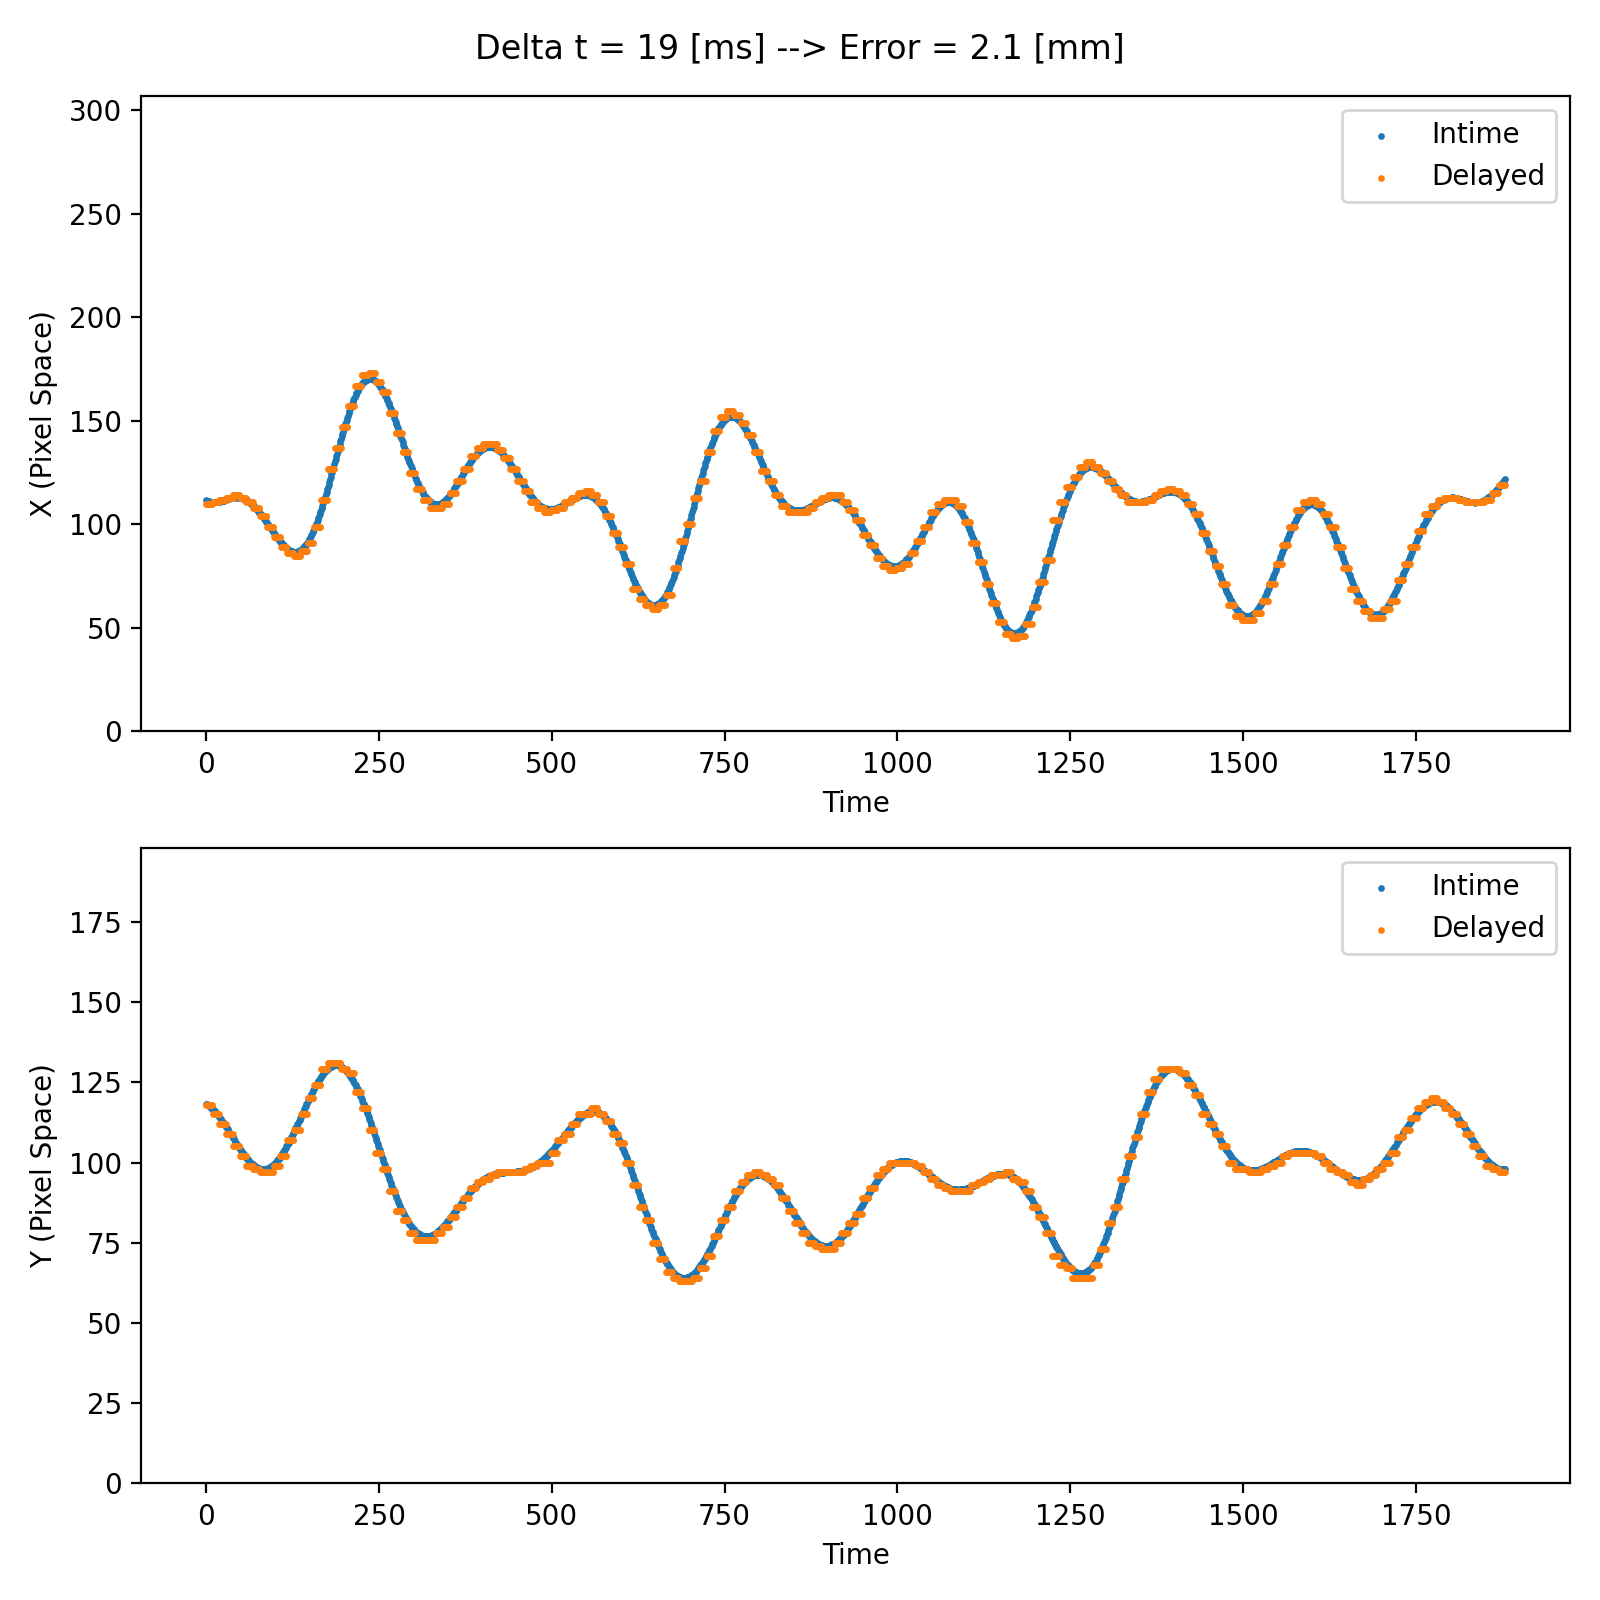 Delta t = 19 [ms] --> Error = 2.1 [mm]
300
250
200
150
100
50
0
X (Pixel Space)
Intime
Delayed
0 250 500 750 1000 1250 1500 1750
Time
175
150
125
100
75
50
25
0
Y (Pixel Space)
Intime
Delayed
0 250 500 750 1000 1250 1500 1750
Time